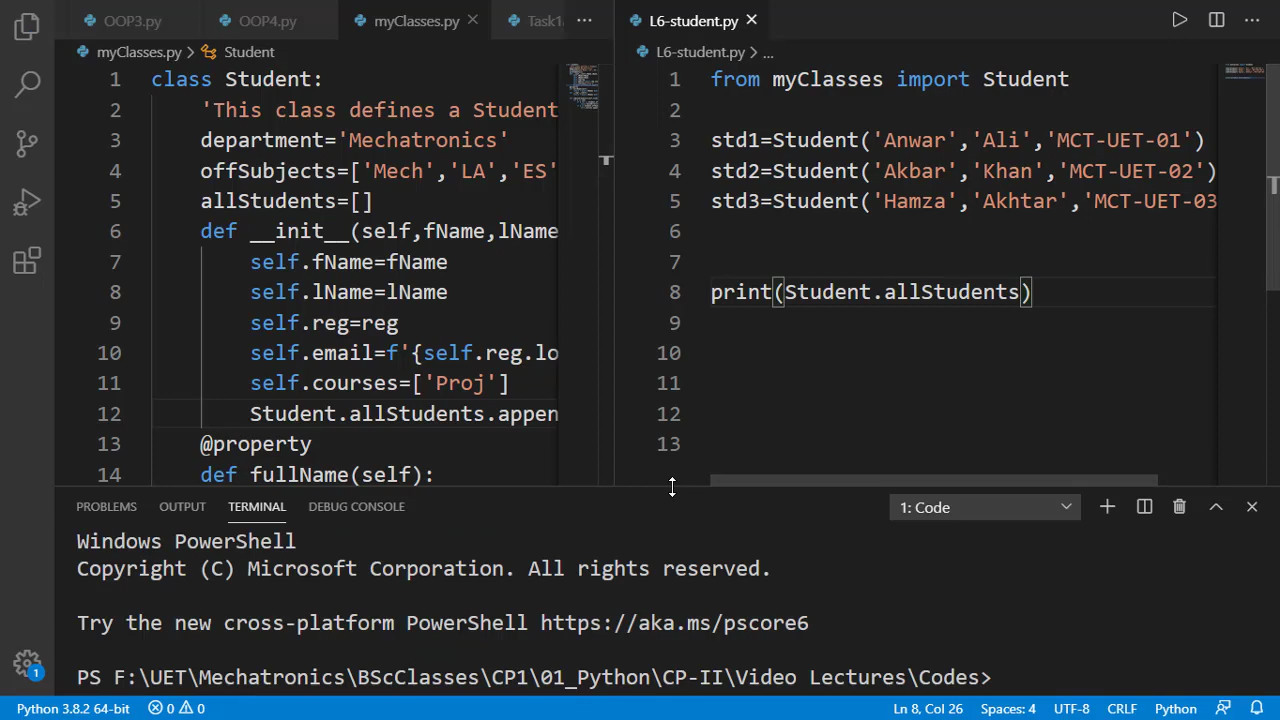 OOP3.py OOP4.py myClasses.py Task1 ...
myClasses.py > Student
1 class Student:
2 'This class defines a Student
3 department='Mechatronics'
4 offSubjects=['Mech','LA','ES'
5 allStudents=[]
6 def __init__(self,fName,lName
7 self.fName=fName
8 self.lName=lName
9 self.reg=reg
10 self.email=f'{self.reg.lo
11 self.courses=['Proj']
12 Student.allStudents.appen
13 @property
14 def fullName(self):
L6-student.py
L6-student.py > ...
1 from myClasses import Student
2
3 std1=Student('Anwar','Ali','MCT-UET-01')
4 std2=Student('Akbar','Khan','MCT-UET-02')
5 std3=Student('Hamza','Akhtar','MCT-UET-03
6
7
8 print(Student.allStudents)
9
10
11
12
13
PROBLEMS OUTPUT TERMINAL DEBUG CONSOLE 1: Code
Windows PowerShell
Copyright (C) Microsoft Corporation. All rights reserved.
Try the new cross-platform PowerShell https://aka.ms/pscore6
PS F:\UET\Mechatronics\BScClasses\CP1\01_Python\CP-II\Video Lectures\Codes>
1
Python 3.8.2 64-bit 0 0 Ln 8, Col 26 Spaces: 4 UTF-8 CRLF Python